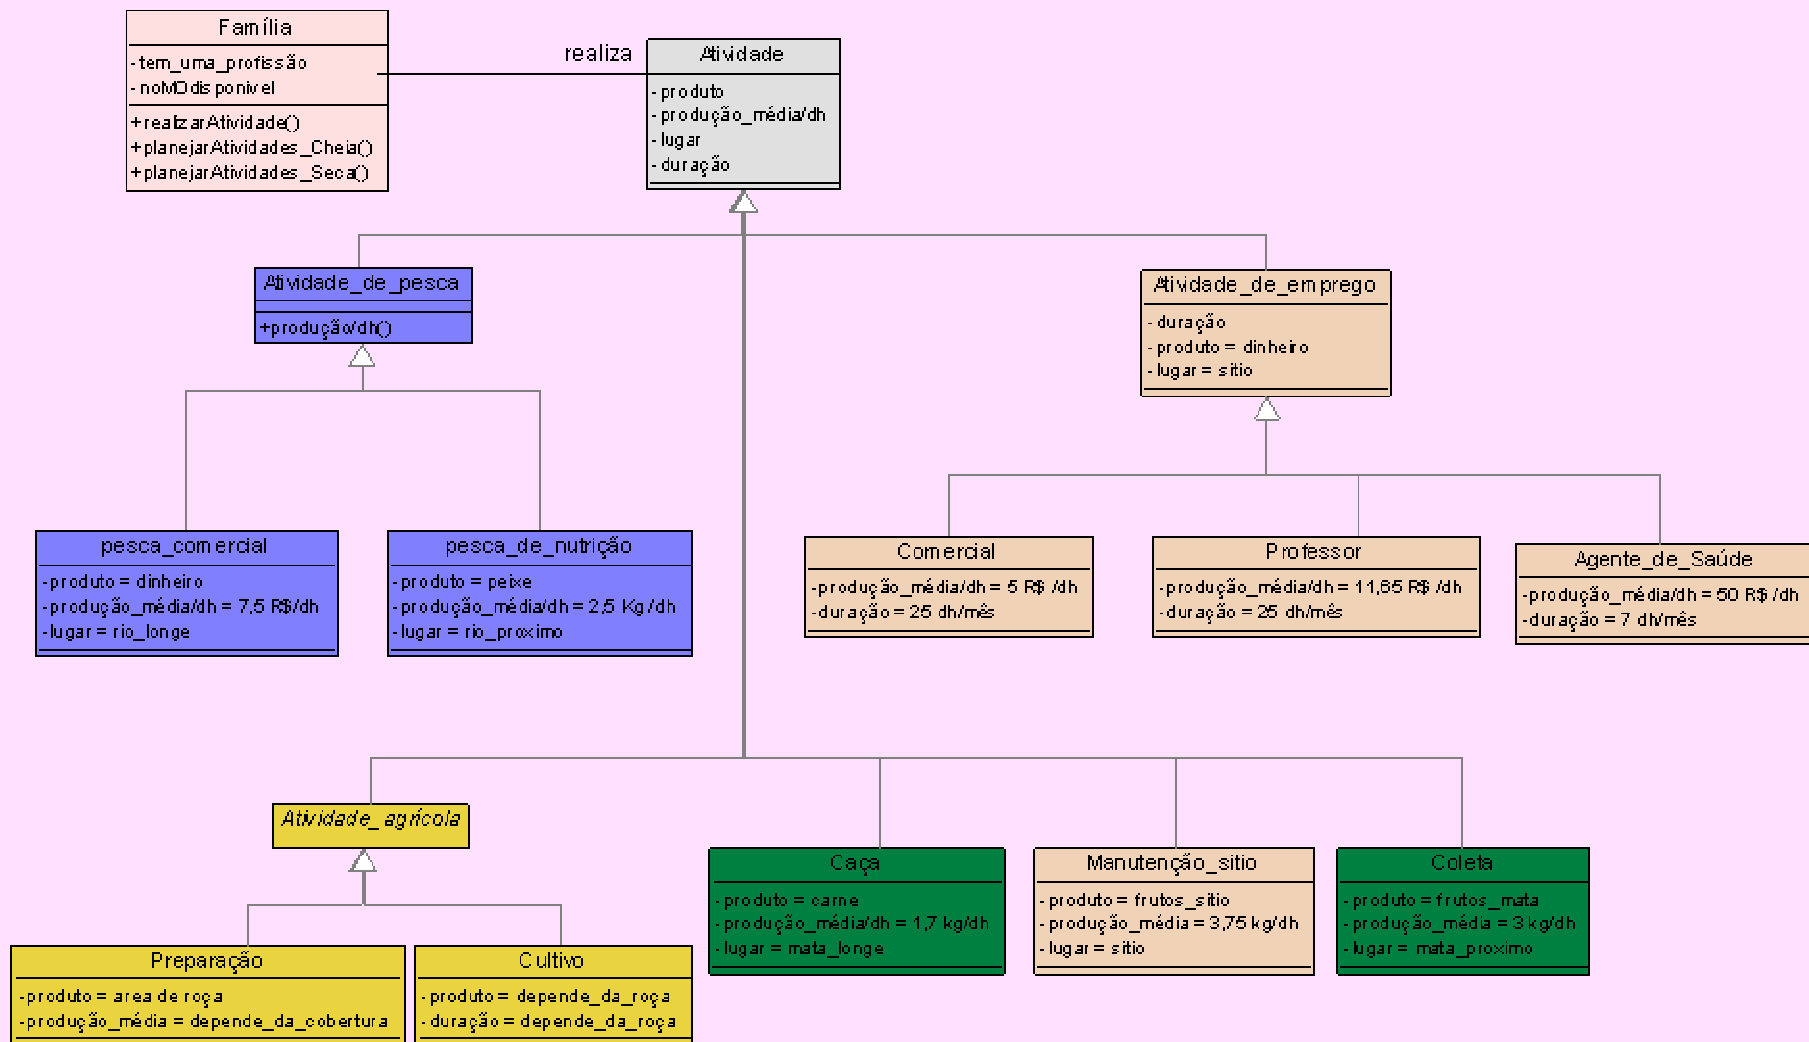 Família
-tem_uma_profissão
-noMOdisponivel
+realizarAtividade()
+planejarAtividades_Cheia()
+planejarAtividades_Seca()
realiza
Atividade
-produto
-produção_média/dh
-lugar
-duração
Atividade_de_pesca
+produção/dh()
Atividade_de_emprego
-duração
-produto = dinheiro
-lugar = sitio
pesca_comercial
-produto = dinheiro
-produção_média/dh = 7,5 R$/dh
-lugar = rio_longe
pesca_de_nutrição
-produto = peixe
-produção_média/dh = 2,5 Kg/dh
-lugar = rio_proximo
Comercial
-produção_média/dh = 5 R$ /dh
-duração = 25 dh/mês
Professor
-produção_média/dh = 11,65 R$ /dh
-duração = 25 dh/mês
Agente_de_Saúde
-produção_média/dh = 50 R$ /dh
-duração = 7 dh/mês
Atividade_agrícola
Caça
-produto = carne
-produção_média/dh = 1,7 kg/dh
-lugar = mata_longe
Manutenção_sitio
-produto = frutos_sitio
-produção_média = 3,75 kg/dh
-lugar = sitio
Coleta
-produto = frutos_mata
-produção_média = 3 kg/dh
-lugar = mata_proximo
Preparação
-produto = area de roça
-produção_média = depende_da_cobertura
Cultivo
-produto = depende_da_roça
-duração = depende_da_roça